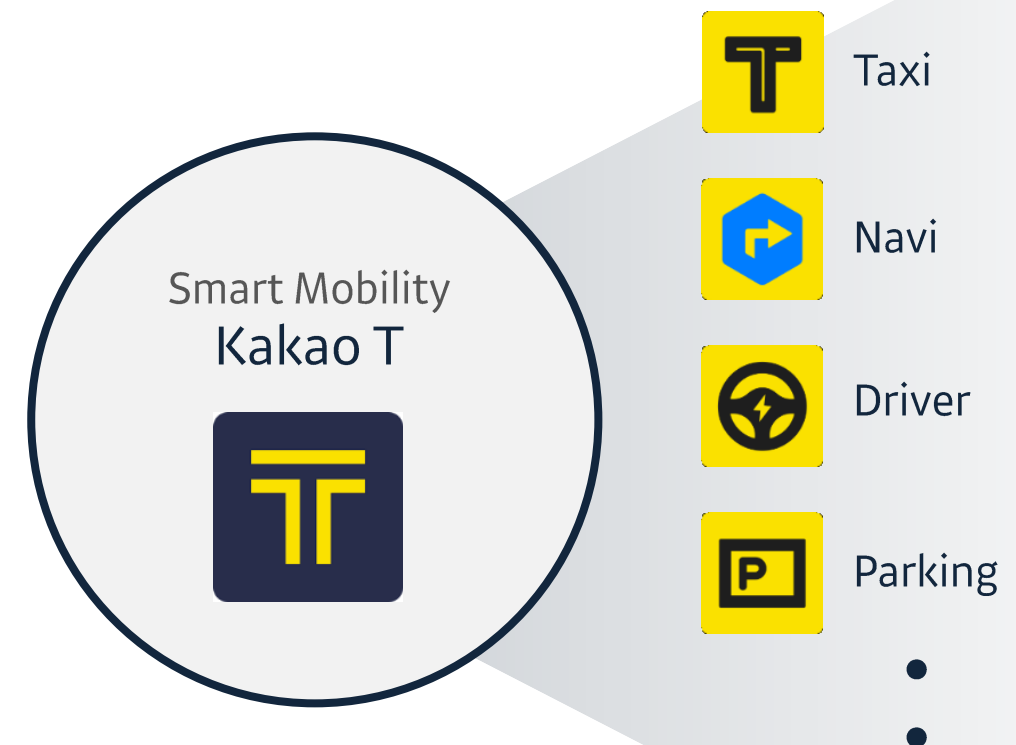 Smart Mobility
Kakao T
T
Taxi
Navi
Driver
P
Parking